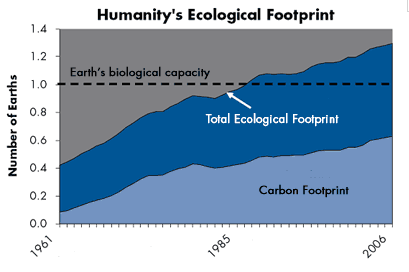 Humanity's Ecological Footprint
Number of Earths
1.4
1.2
1.0
0.8
0.6
0.4
0.2
0.0
Earth's biological capacity
Total Ecological Footprint
Carbon Footprint
1961
1985
2006